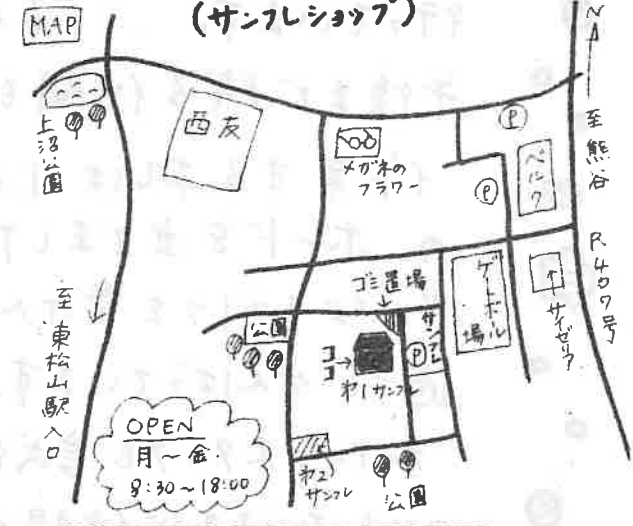 (サンフレショップ)
MAP
N
上沼公園
西友
メガネの
フラワー
P
P
ベルク
至熊谷
R407号
ゴミ置場
ゲートボール
場
サイゼリア
公園
サンフレ
P
ココ
才1サンフレ
至東松山駅入口
OPEN
月～金.
8:30～18:00
才2
サンフレ
公園